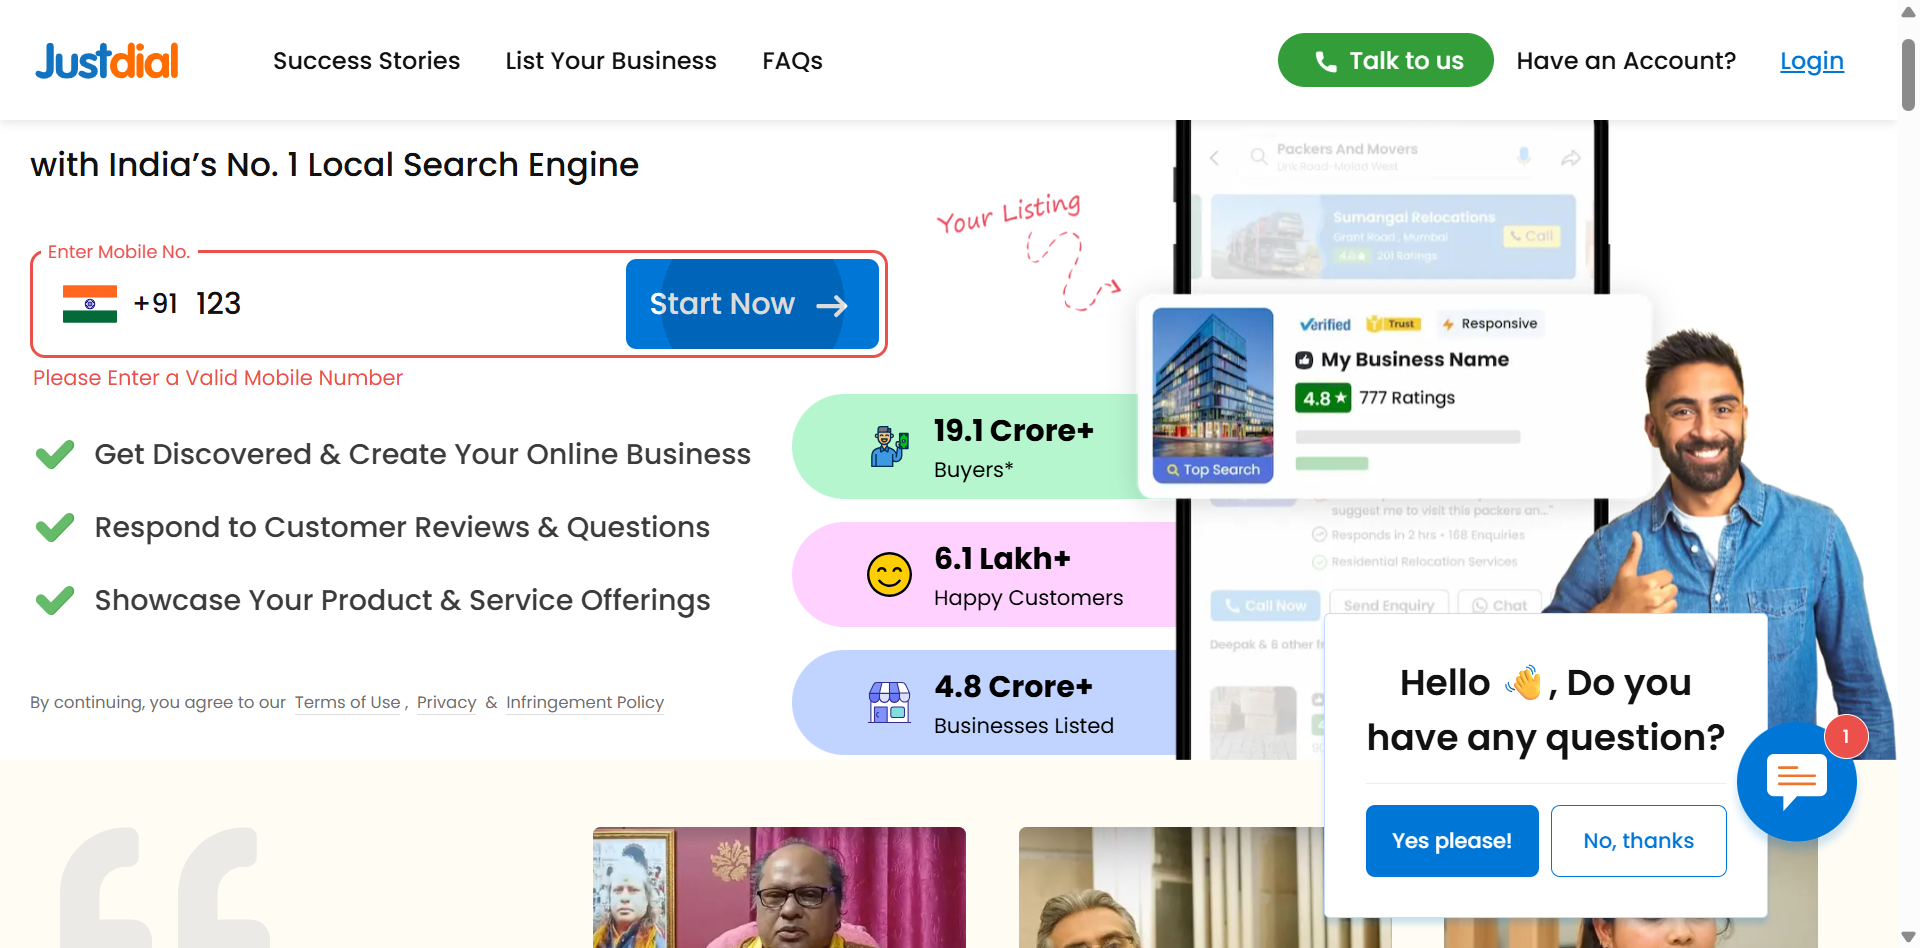 Justdial
Success Stories
List Your Business
FAQs
Talk to us
Have an Account?
Login
with India's No. 1 Local Search Engine
Enter Mobile No.
+91 123
Start Now
Please Enter a Valid Mobile Number
Get Discovered & Create Your Online Business
Respond to Customer Reviews & Questions
Showcase Your Product & Service Offerings
By continuing, you agree to our Terms of Use , Privacy & Infringement Policy
19.1 Crore+
Buyers*
6.1 Lakh+
Happy Customers
4.8 Crore+
Businesses Listed
Your Listing
Packers And Movers
Link Road-Malad West
Sumangal Relocations
Grant Road , Mumbai
Call
4.0
201 Ratings
Verified
Trust
Responsive
My Business Name
4.8
777 Ratings
Top Search
suggest me to visit this packers an..."
Responds in 2 hrs • 168 Enquiries
Residential Relocation Services
Call Now
Send Enquiry
Chat
Deepak & 6 other fr
Hello 👋 , Do you
have any question?
Yes please!
No, thanks
1